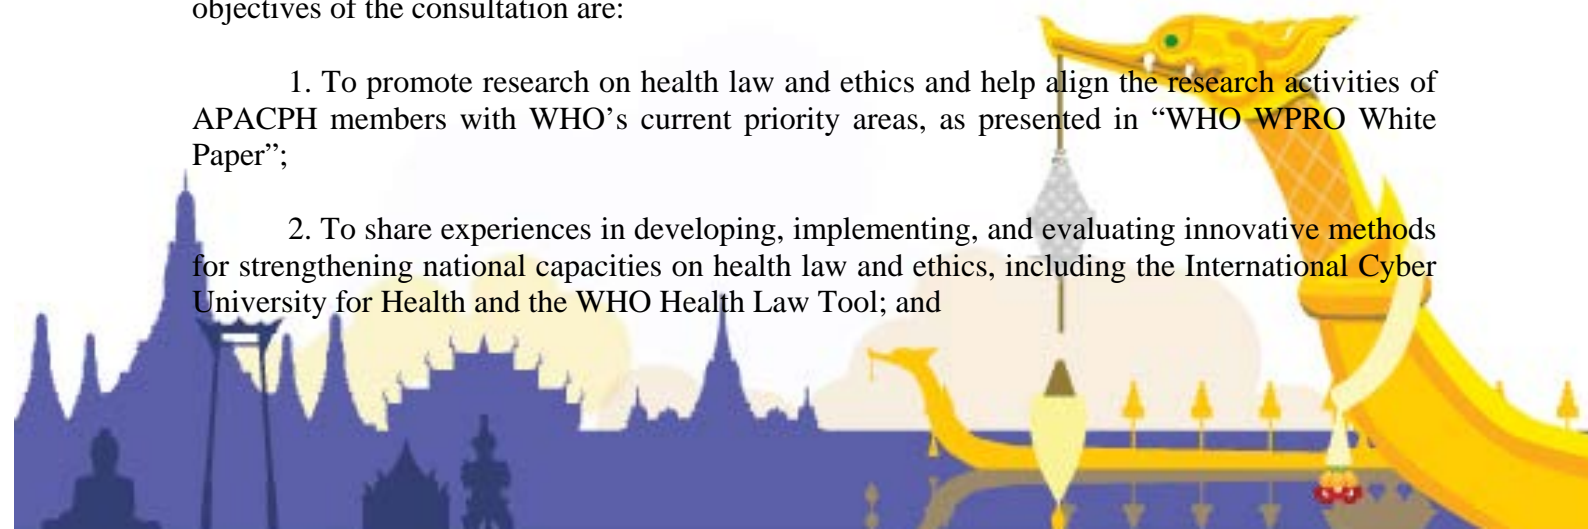 objectives of the consultation are:
1. To promote research on health law and ethics and help align the research activities of
APACPH members with WHO’s current priority areas, as presented in “WHO WPRO White
Paper”;
2. To share experiences in developing, implementing, and evaluating innovative methods
for strengthening national capacities on health law and ethics, including the International Cyber
University for Health and the WHO Health Law Tool; and